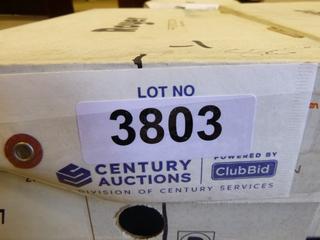 LOT NO
3803
CENTURY AUCTIONS
POWERED BY
ClubBid
DIVISION OF CENTURY SERVICES